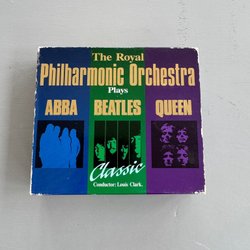 The Royal
Philharmonic Orchestra
Plays
ABBA BEATLES QUEEN
Classic
Conductor: Louis Clark.